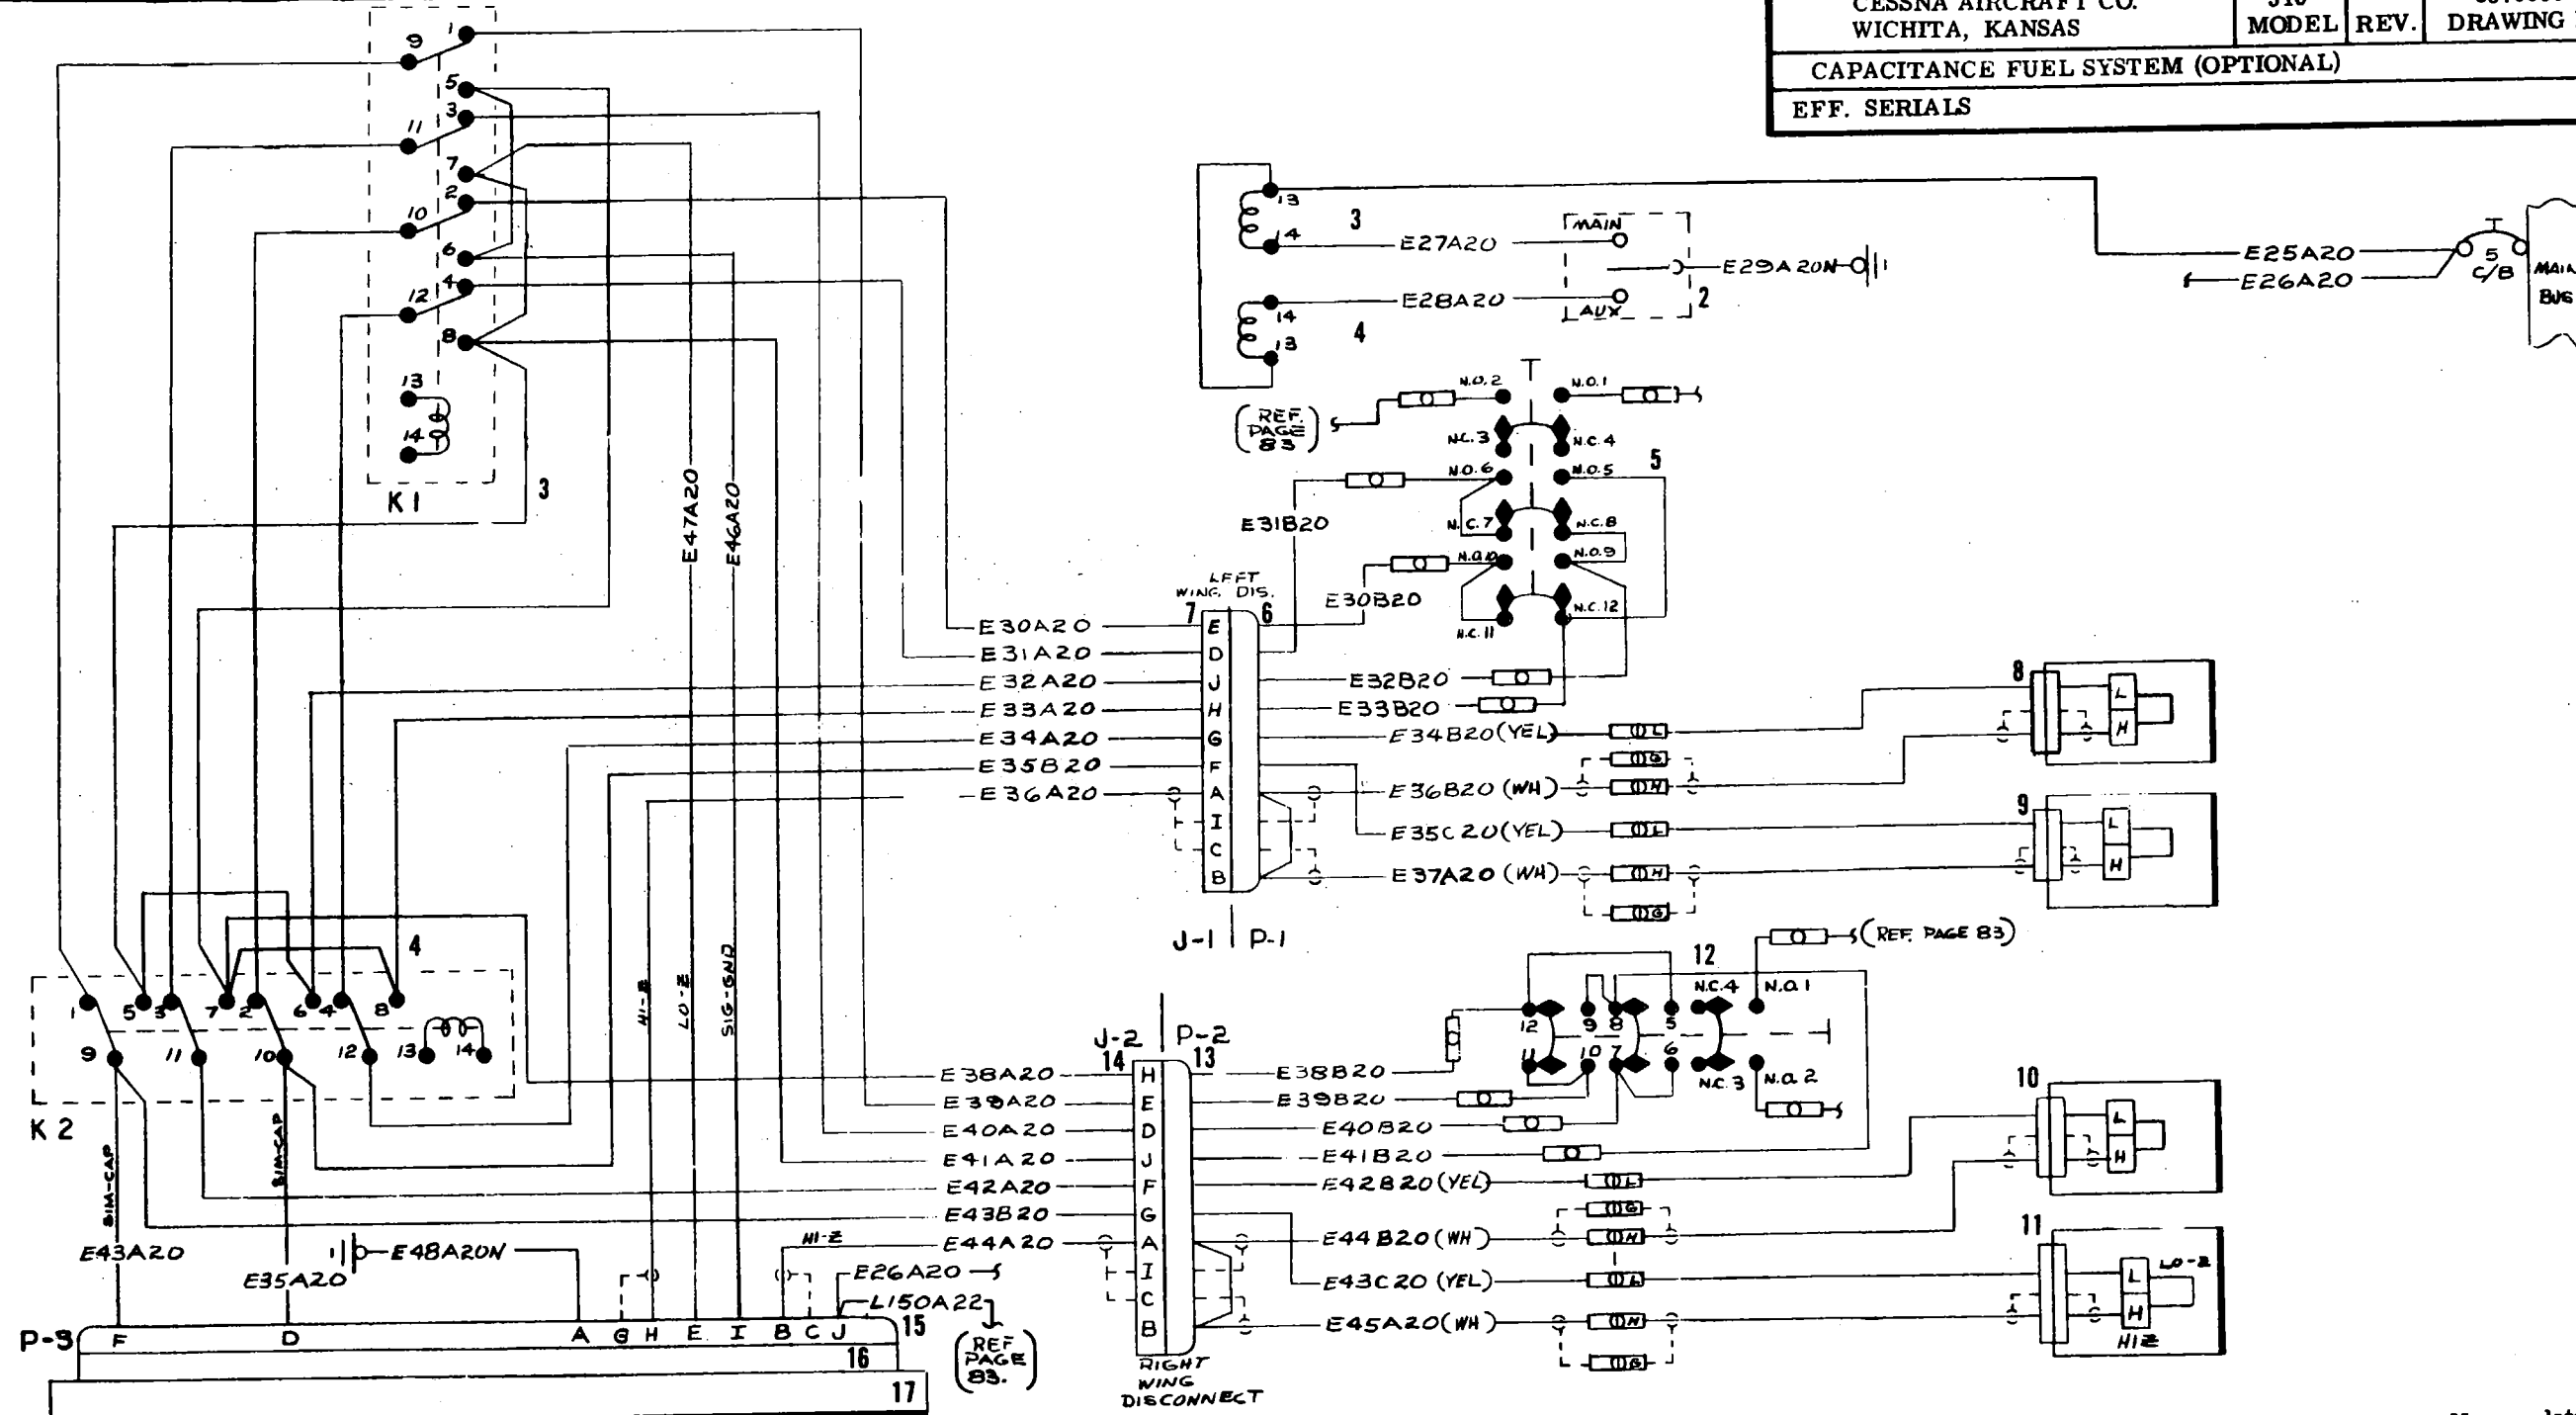 CESSNA AIRCRAFT CO.
WICHITA, KANSAS
MODEL
REV.
DRAWING
CAPACITANCE FUEL SYSTEM (OPTIONAL)
EFF. SERIALS
1
9
5
3
11
7
2
10
6
4
12
8
13
14
K1
3
E47A20
E46A20
13
14
3
E27A20
MAIN
E29A20N
2
E28A20
AUX
14
13
4
E25A20
E26A20
5
C/B
MAIN
BUS
(REF. PAGE 83)
N.O.2
N.O.1
N.C.3
N.C.4
N.O.6
N.O.5
5
E31B20
N.C.7
N.C.8
N.O.10
N.O.9
E30B20
N.C.11
N.C.12
LEFT
WING DIS.
7
6
E30A20
E
E31A20
D
E32A20
J
E32B20
E33A20
H
E33B20
E34A20
G
E34B20(YEL)
L
E35B20
F
G
E36A20
A
E36B20 (WH)
H
I
E35C20(YEL)
L
C
B
E37A20 (WH)
H
G
J-1
P-1
8
L
H
9
L
H
4
1
5
3
7
2
6
4
8
9
11
10
12
13
14
K2
HI-Z
LO-Z
SIG-GND
SIM-CAP
SIM-CAP
E43A20
E35A20
E48A20N
HI-Z
E26A20
L150A22
(REF PAGE 83.)
P-3
F
D
A
G
H
E
I
B
C
J
15
16
17
12
(REF. PAGE 83)
N.C.4
N.O.1
12
9
8
5
11
10
7
6
N.C.3
N.O.2
J-2
P-2
14
13
E38A20
H
E38B20
E39A20
E
E39B20
E40A20
D
E40B20
E41A20
J
E41B20
E42A20
F
E42B20(YEL)
L
E43B20
G
G
E44A20
A
E44B20(WH)
H
I
E43C20 (YEL)
L
C
B
E45A20(WH)
H
G
RIGHT
WING
DISCONNECT
10
L
H
11
L
LO-Z
H
HI Z